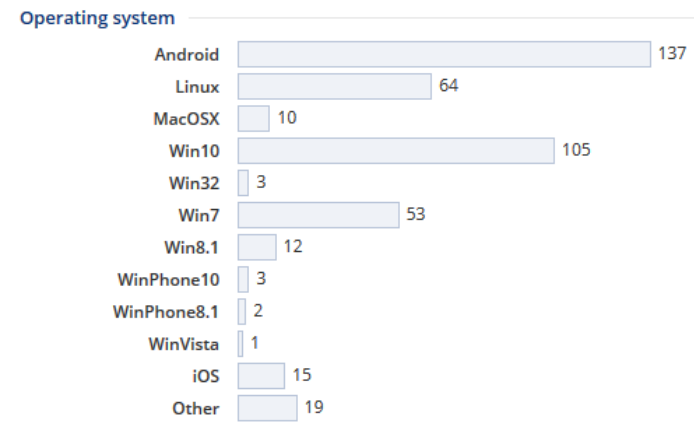 Operating system
Android 137
Linux 64
MacOSX 10
Win10 105
Win32 3
Win7 53
Win8.1 12
WinPhone10 3
WinPhone8.1 2
WinVista 1
iOS 15
Other 19